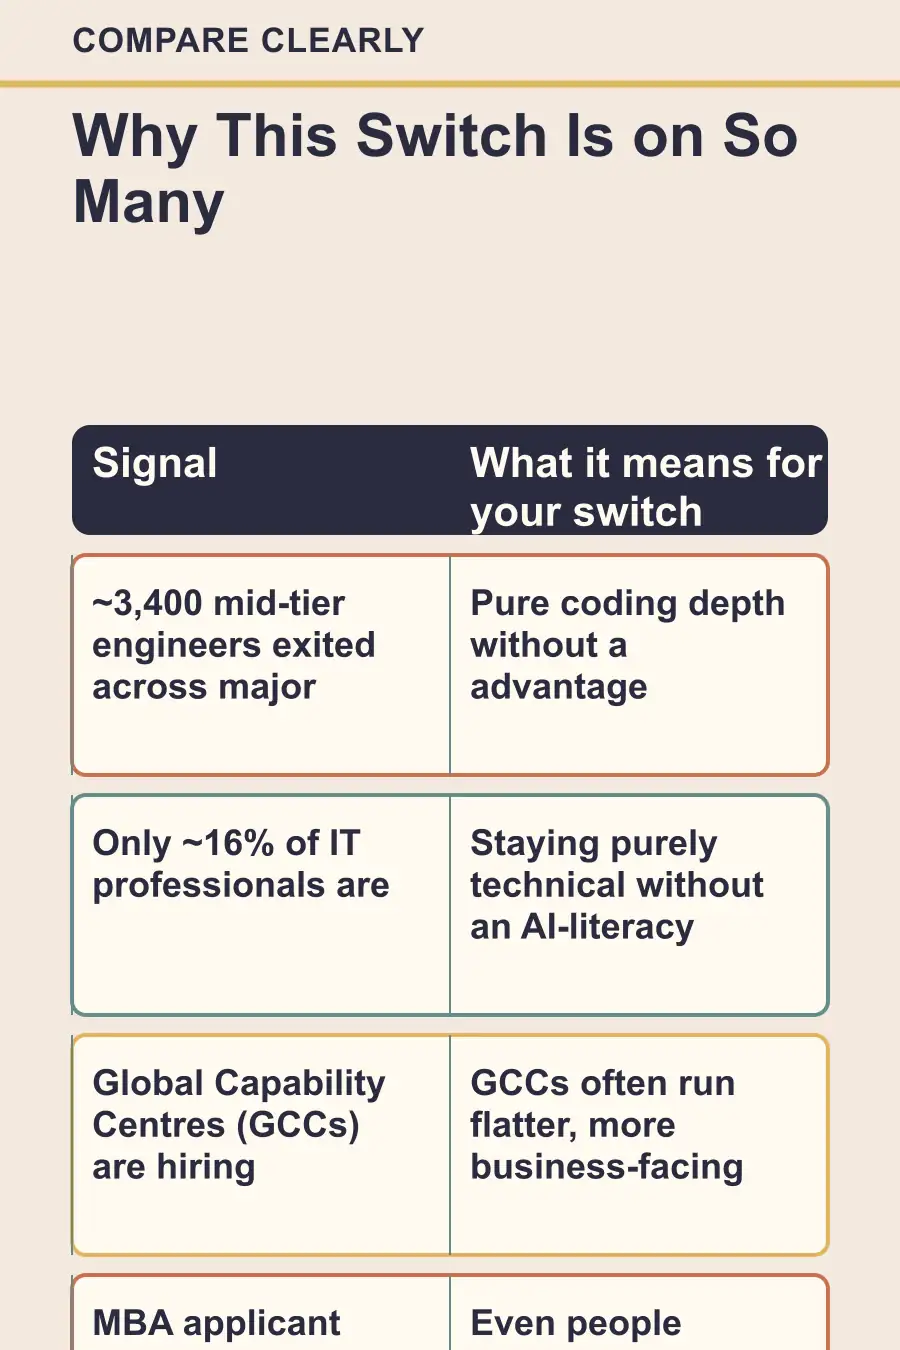 COMPARE CLEARLY
Why This Switch Is on So
Many
Signal
What it means for
your switch
~3,400 mid-tier
engineers exited
across major
Pure coding depth
without a
advantage
Only ~16% of IT
professionals are
Staying purely
technical without
an AI-literacy
Global Capability
Centres (GCCs)
are hiring
GCCs often run
flatter, more
business-facing
MBA applicant
Even people